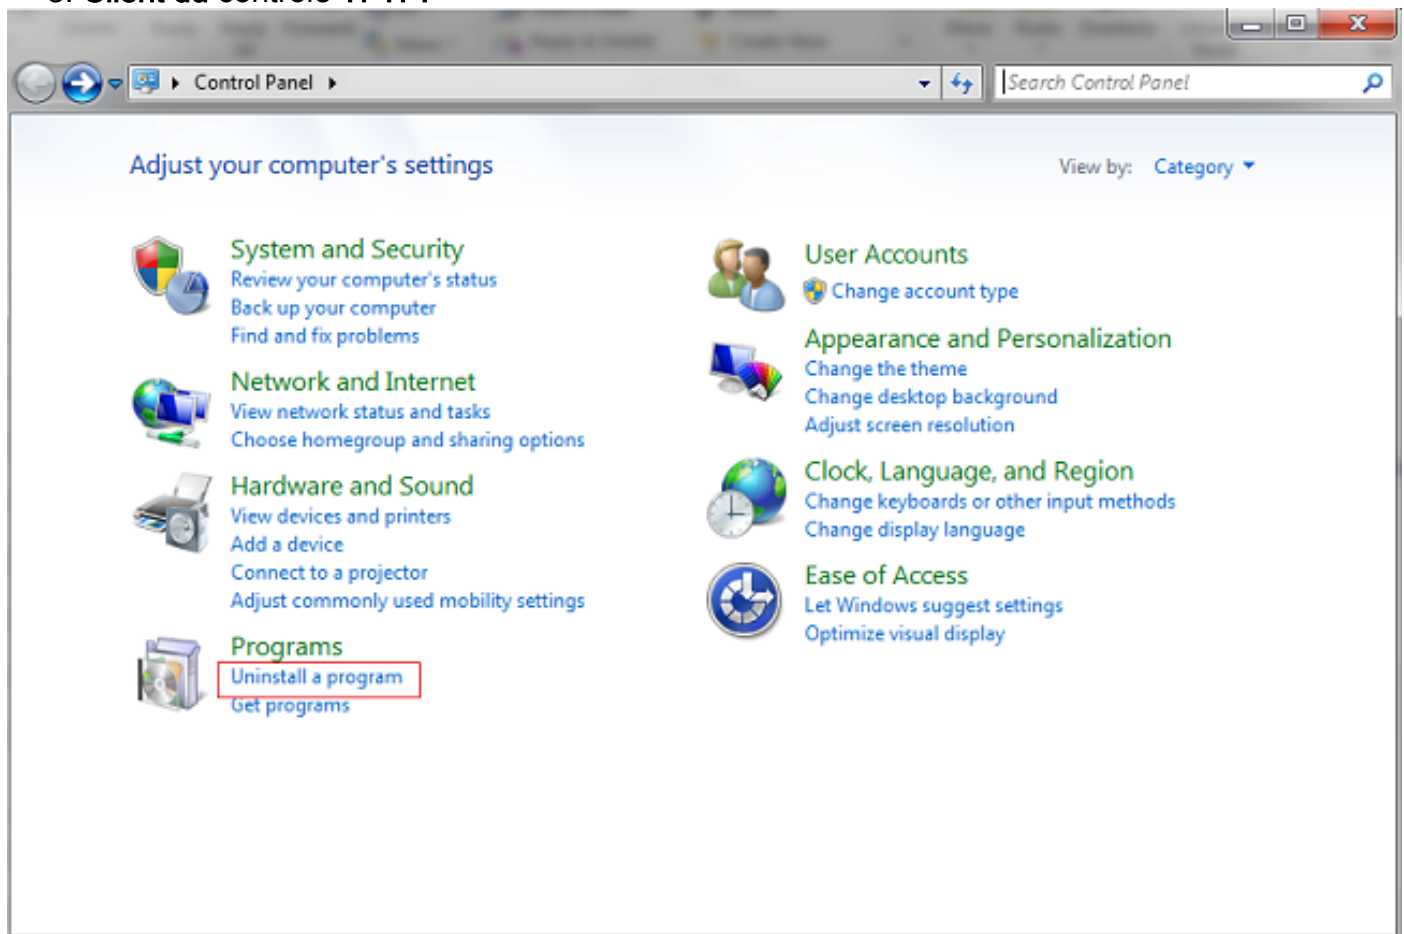 Control Panel
Search Control Panel
Adjust your computer's settings
View by: Category
System and Security
Review your computer's status
Back up your computer
Find and fix problems
Network and Internet
View network status and tasks
Choose homegroup and sharing options
Hardware and Sound
View devices and printers
Add a device
Connect to a projector
Adjust commonly used mobility settings
Programs
Uninstall a program
Get programs
User Accounts
Change account type
Appearance and Personalization
Change the theme
Change desktop background
Adjust screen resolution
Clock, Language, and Region
Change keyboards or other input methods
Change display language
Ease of Access
Let Windows suggest settings
Optimize visual display